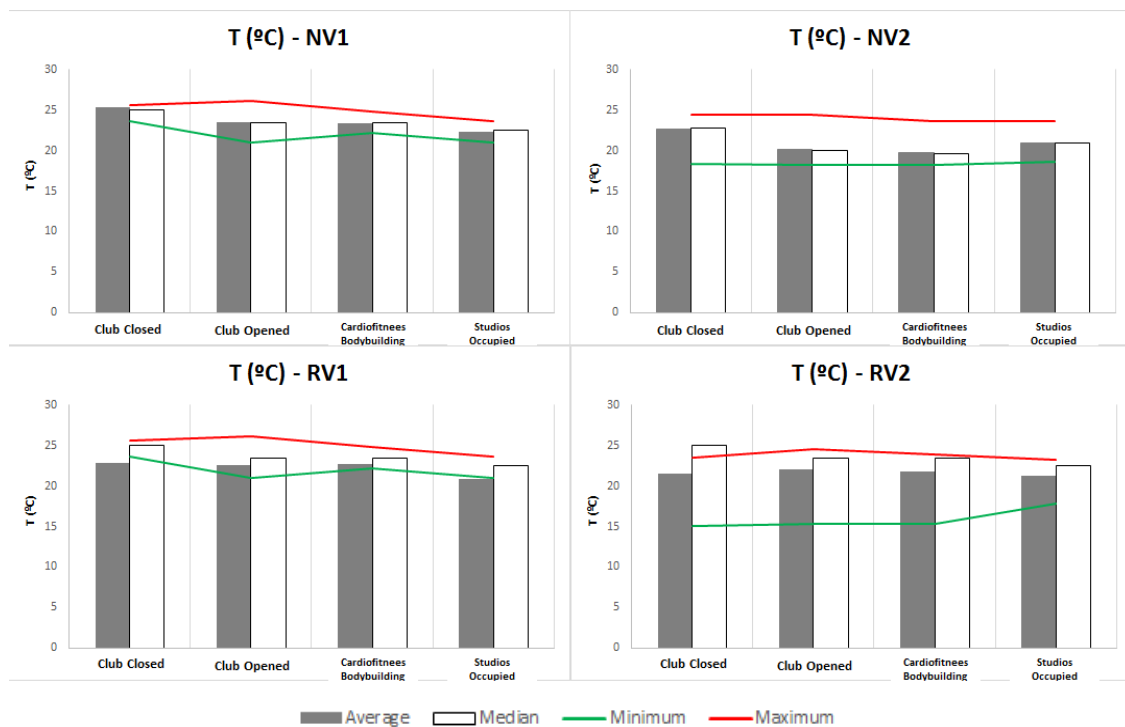 T (ºC) - NV1
30
25
20
15
10
5
0
T (ºC)
Club Closed
Club Opened
Cardiofitnees
Bodybuilding
Studios
Occupied
T (ºC) - NV2
30
25
20
15
10
5
0
T (ºC)
Club Closed
Club Opened
Cardiofitnees
Bodybuilding
Studios
Occupied
T (ºC) - RV1
30
25
20
15
10
5
0
T (ºC)
Club Closed
Club Opened
Cardiofitnees
Bodybuilding
Studios
Occupied
T (ºC) - RV2
30
25
20
15
10
5
0
T (ºC)
Club Closed
Club Opened
Cardiofitnees
Bodybuilding
Studios
Occupied
Average Median Minimum Maximum